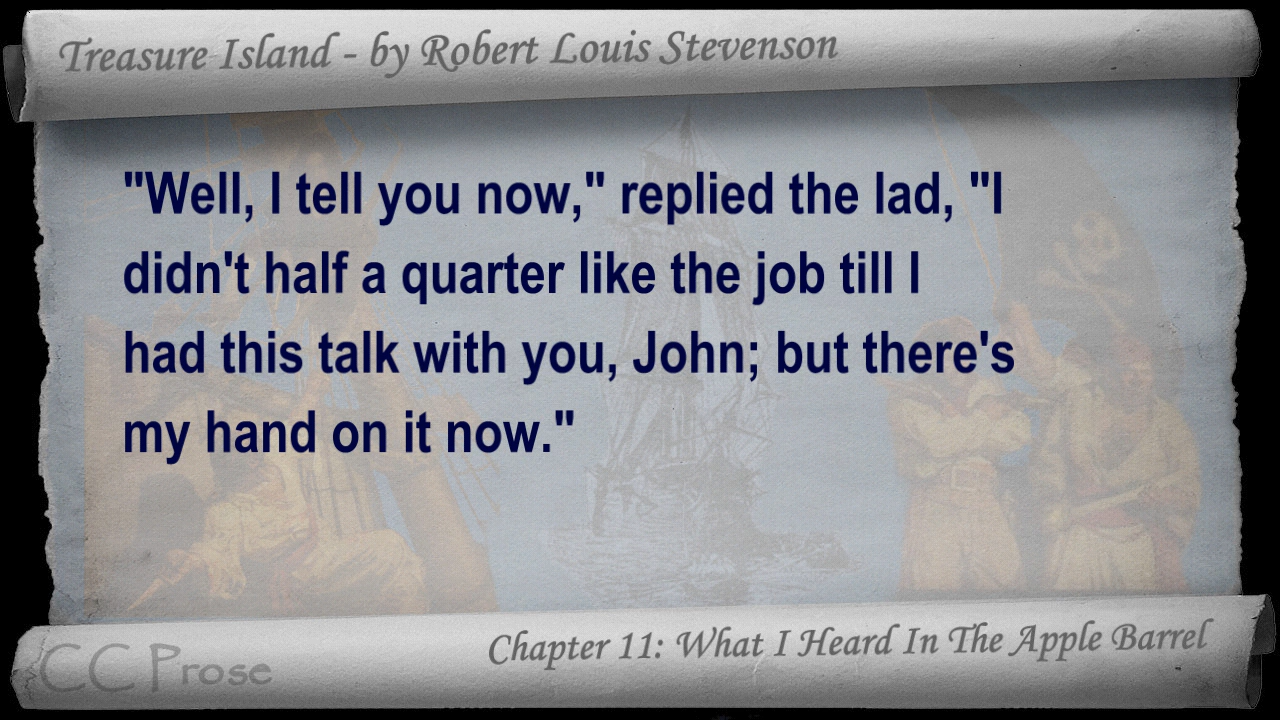 Treasure Island - by Robert Louis Stevenson
"Well, I tell you now," replied the lad, "I
didn't half a quarter like the job till I
had this talk with you, John; but there's
my hand on it now."
Chapter 11: What I Heard In The Apple Barrel
CC Prose